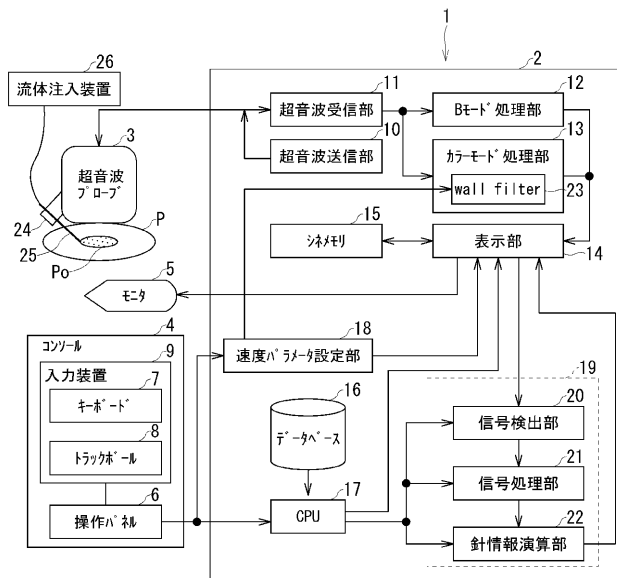 1
26
流体注入装置
2
11
超音波受信部
12
Bﾓｰﾄﾞ処理部
3
超音波
ﾌﾟﾛｰﾌﾞ
10
超音波送信部
13
ｶﾗｰﾓｰﾄﾞ処理部
wall filter
23
24
25
P
Po
15
ｼﾈﾒﾓﾘ
表示部
14
5
ﾓﾆﾀ
4
ｺﾝｿｰﾙ
18
速度ﾊﾟﾗﾒｰﾀ設定部
9
入力装置
7
ｷｰﾎﾞｰﾄﾞ
8
ﾄﾗｯｸﾎﾞｰﾙ
16
ﾃﾞｰﾀﾍﾞｰｽ
19
20
信号検出部
21
信号処理部
6
操作ﾊﾟﾈﾙ
17
CPU
22
針情報演算部